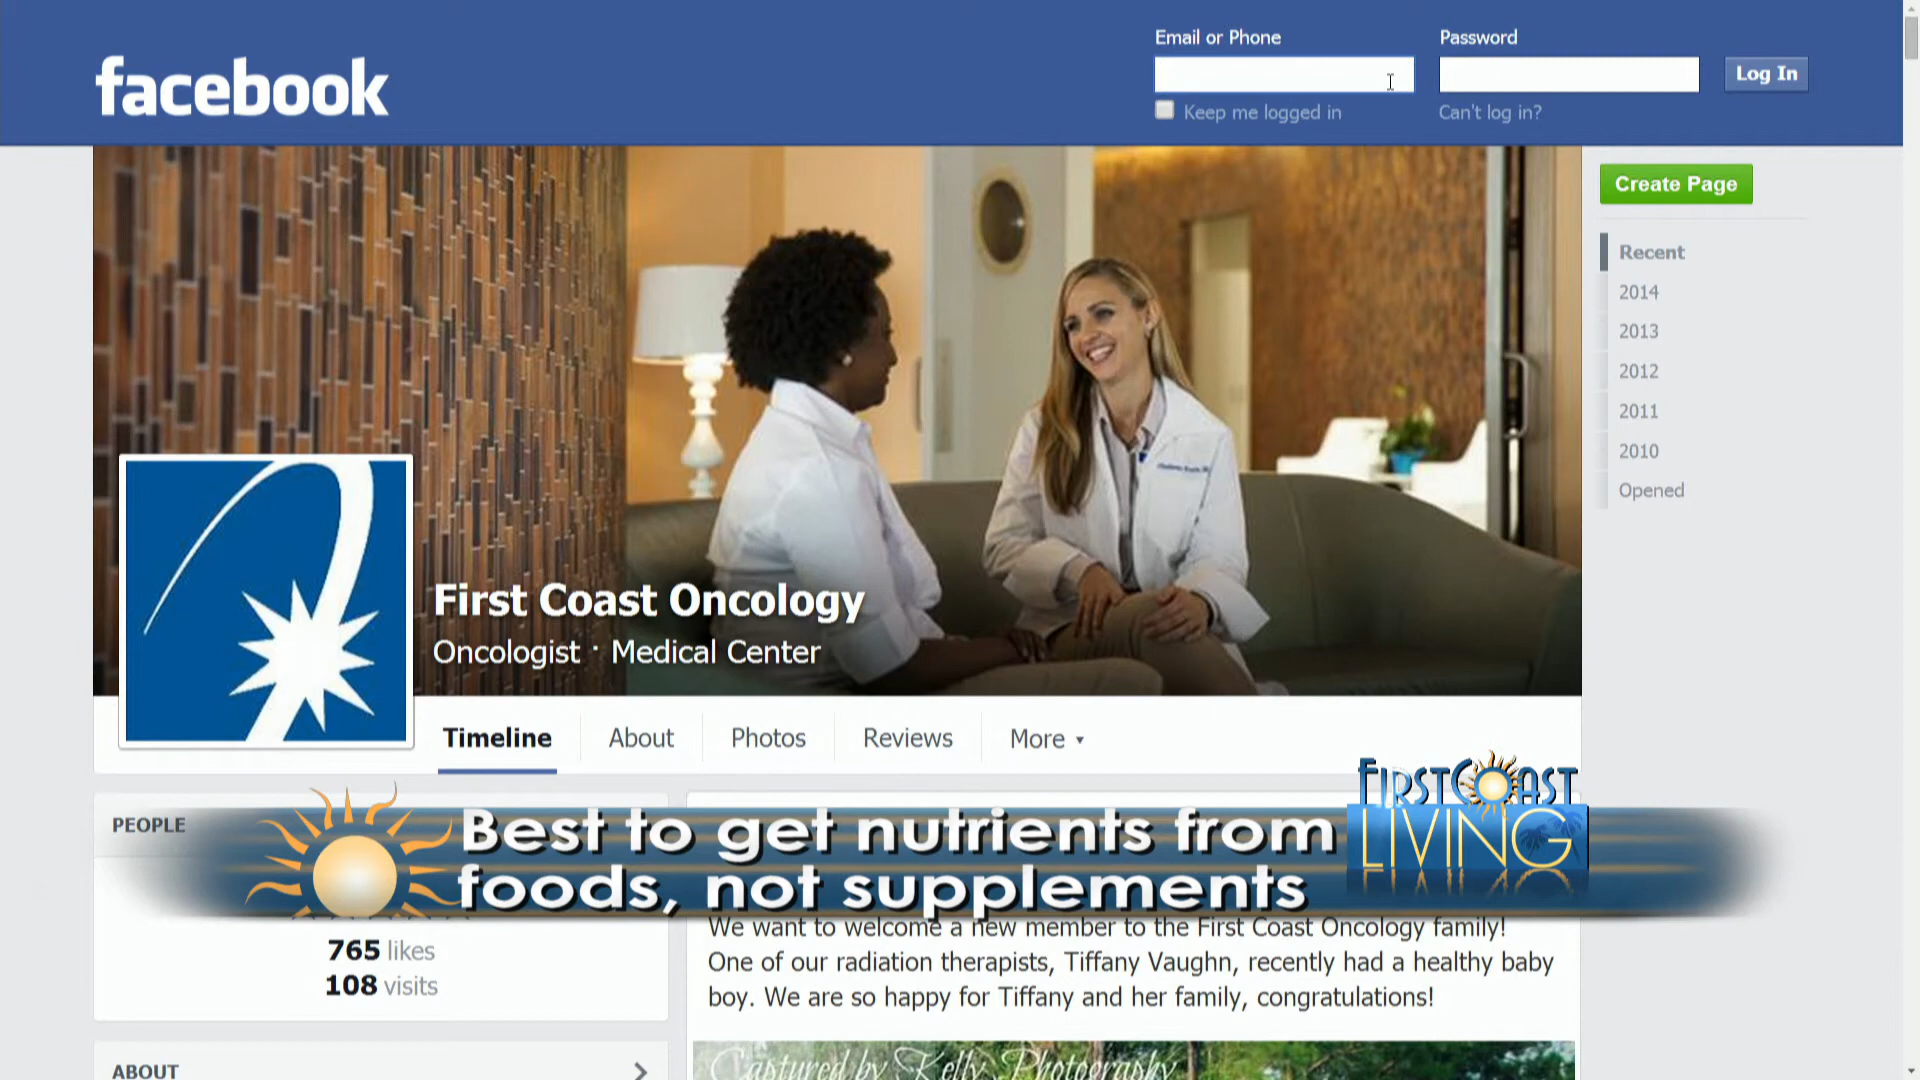 Email or Phone
Password
facebook
Log In
Keep me logged in
Can't log in?
Create Page
Recent
2014
2013
2012
2011
2010
Opened
First Coast Oncology
Oncologist · Medical Center
Timeline
About
Photos
Reviews
More
PEOPLE
Best to get nutrients from
foods, not supplements
FIRST COAST
LIVING
765 likes
108 visits
We want to welcome a new member to the First Coast Oncology family!
One of our radiation therapists, Tiffany Vaughn, recently had a healthy baby
boy. We are so happy for Tiffany and her family, congratulations!
ABOUT
Captured by Kelly Photography